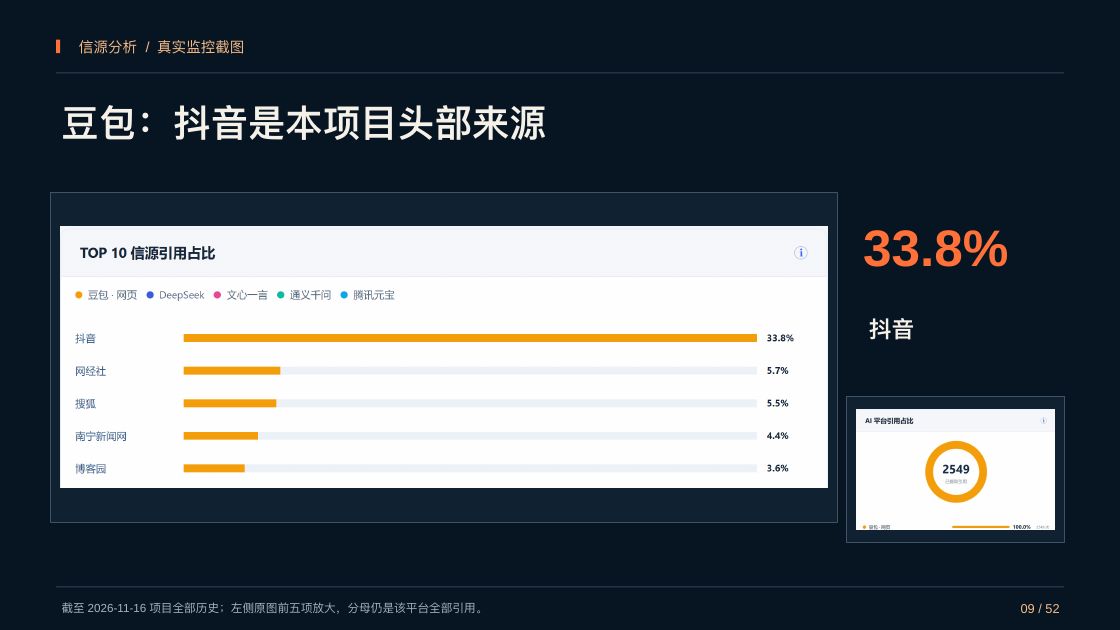 信源分析 / 真实监控截图
豆包：抖音是本项目头部来源
TOP 10 信源引用占比
豆包 · 网页 DeepSeek 文心一言 通义千问 腾讯元宝
抖音 33.8%
网经社 5.7%
搜狐 5.5%
南宁新闻网 4.4%
博客园 3.6%
33.8%
抖音
AI 平台引用占比
2549
豆包 · 网页 100.0%
截至 2026-11-16 项目全部历史；左侧原图前五项放大，分母仍是该平台全部引用。
09 / 52